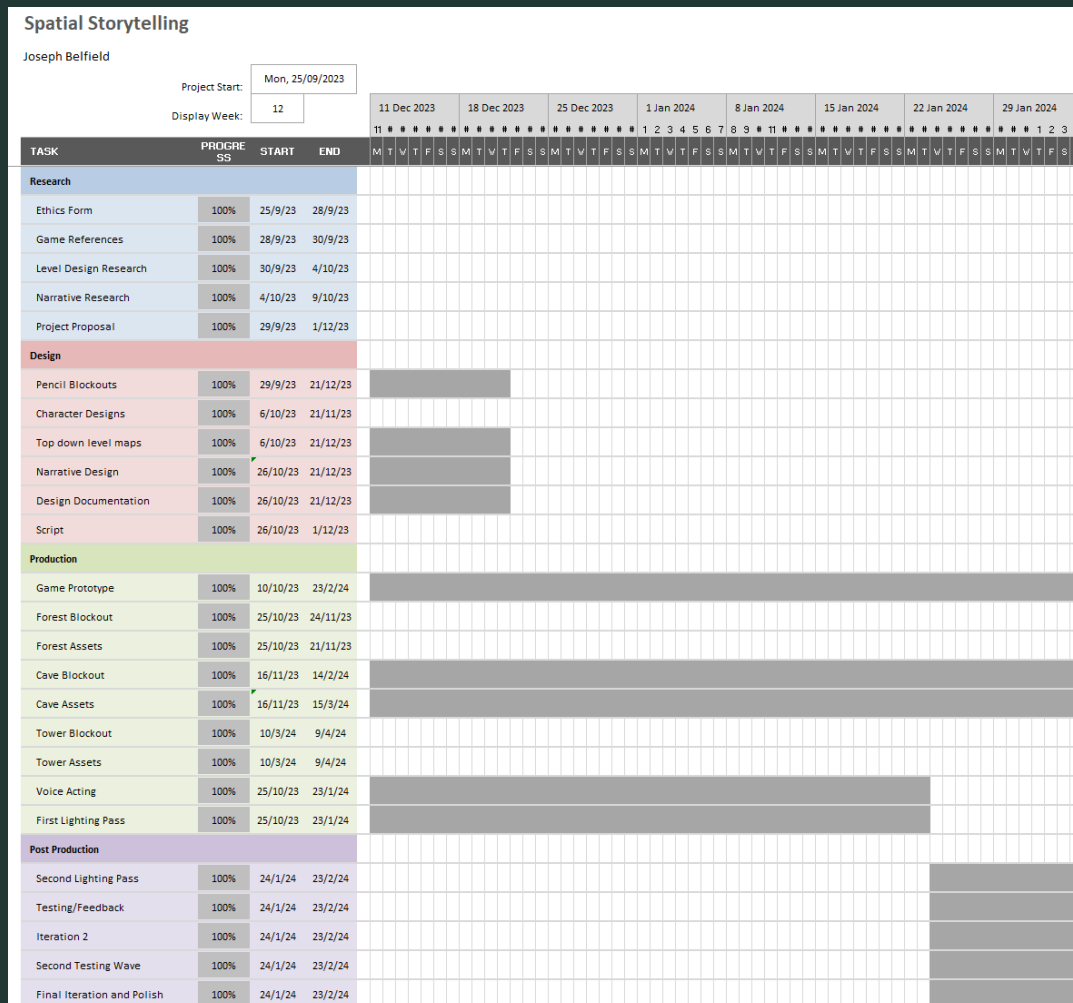 Spatial Storytelling
Joseph Belfield
Project Start: Mon, 25/09/2023
Display Week: 12
11 Dec 2023 18 Dec 2023 25 Dec 2023 1 Jan 2024 8 Jan 2024 15 Jan 2024 22 Jan 2024 29 Jan 2024
11 # # # # # # # # # # # # # # # # # # # # 1 2 3 4 5 6 7 8 9 # 11 # # # # # # # # # # # # # # # # # # # # 1 2 3
TASK PROGRE SS START END M T W T F S S M T W T F S S M T W T F S S M T W T F S S M T W T F S S M T W T F S S M T W T F S S M T W T F S
Research
Ethics Form 100% 25/9/23 28/9/23
Game References 100% 28/9/23 30/9/23
Level Design Research 100% 30/9/23 4/10/23
Narrative Research 100% 4/10/23 9/10/23
Project Proposal 100% 29/9/23 1/12/23
Design
Pencil Blockouts 100% 29/9/23 21/12/23
Character Designs 100% 6/10/23 21/11/23
Top down level maps 100% 6/10/23 21/12/23
Narrative Design 100% 26/10/23 21/12/23
Design Documentation 100% 26/10/23 21/12/23
Script 100% 26/10/23 1/12/23
Production
Game Prototype 100% 10/10/23 23/2/24
Forest Blockout 100% 25/10/23 24/11/23
Forest Assets 100% 25/10/23 21/11/23
Cave Blockout 100% 16/11/23 14/2/24
Cave Assets 100% 16/11/23 15/3/24
Tower Blockout 100% 10/3/24 9/4/24
Tower Assets 100% 10/3/24 9/4/24
Voice Acting 100% 25/10/23 23/1/24
First Lighting Pass 100% 25/10/23 23/1/24
Post Production
Second Lighting Pass 100% 24/1/24 23/2/24
Testing/Feedback 100% 24/1/24 23/2/24
Iteration 2 100% 24/1/24 23/2/24
Second Testing Wave 100% 24/1/24 23/2/24
Final Iteration and Polish 100% 24/1/24 23/2/24